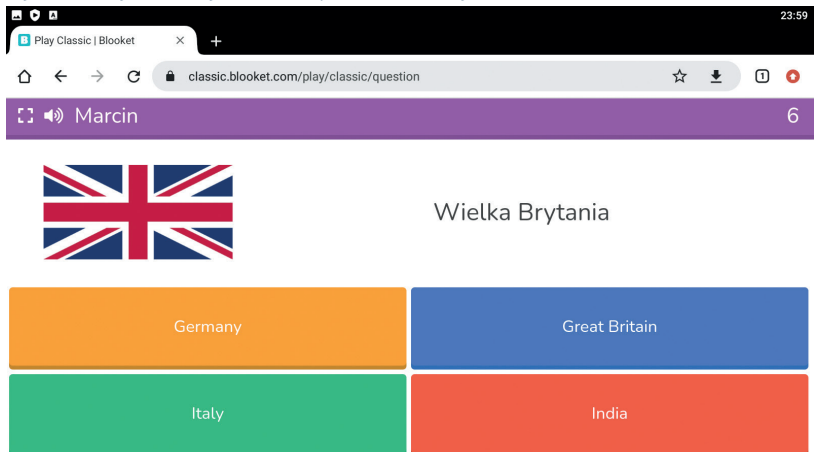 23:59
Play Classic | Blooket
classic.blooket.com/play/classic/question
1
Marcin
6
Wielka Brytania
Germany
Great Britain
Italy
India